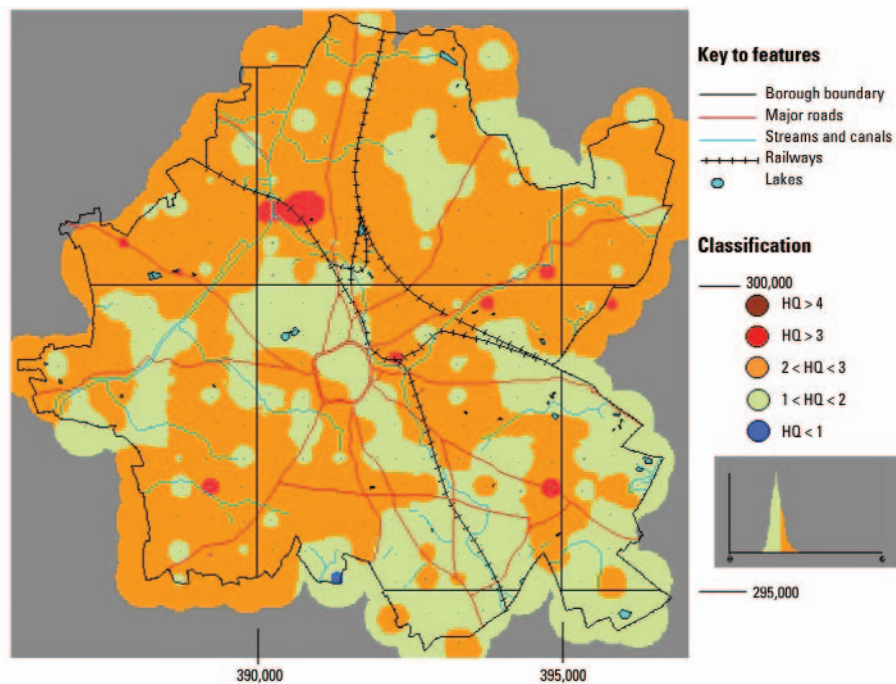 Key to features
Borough boundary
Major roads
Streams and canals
Railways
Lakes
Classification
300,000
HQ > 4
HQ > 3
2 < HQ < 3
1 < HQ < 2
HQ < 1
295,000
390,000
395,000